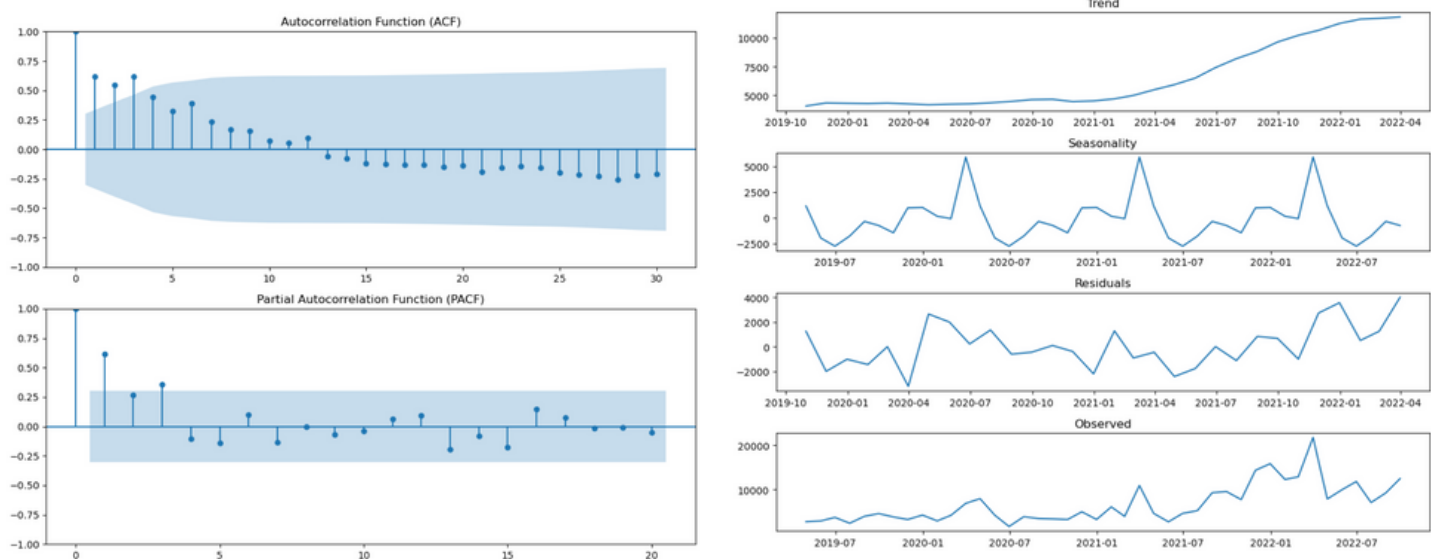 Autocorrelation Function (ACF)
1.00
0.75
0.50
0.25
0.00
−0.25
−0.50
−0.75
−1.00
0 5 10 15 20 25 30
Partial Autocorrelation Function (PACF)
1.00
0.75
0.50
0.25
0.00
−0.25
−0.50
−0.75
−1.00
0 5 10 15 20
Trend
10000
7500
5000
2019-10 2020-01 2020-04 2020-07 2020-10 2021-01 2021-04 2021-07 2021-10 2022-01 2022-04
Seasonality
5000
2500
0
−2500
2019-07 2020-01 2020-07 2021-01 2021-07 2022-01 2022-07
Residuals
4000
2000
0
−2000
2019-10 2020-01 2020-04 2020-07 2020-10 2021-01 2021-04 2021-07 2021-10 2022-01 2022-04
Observed
20000
10000
2019-07 2020-01 2020-07 2021-01 2021-07 2022-01 2022-07